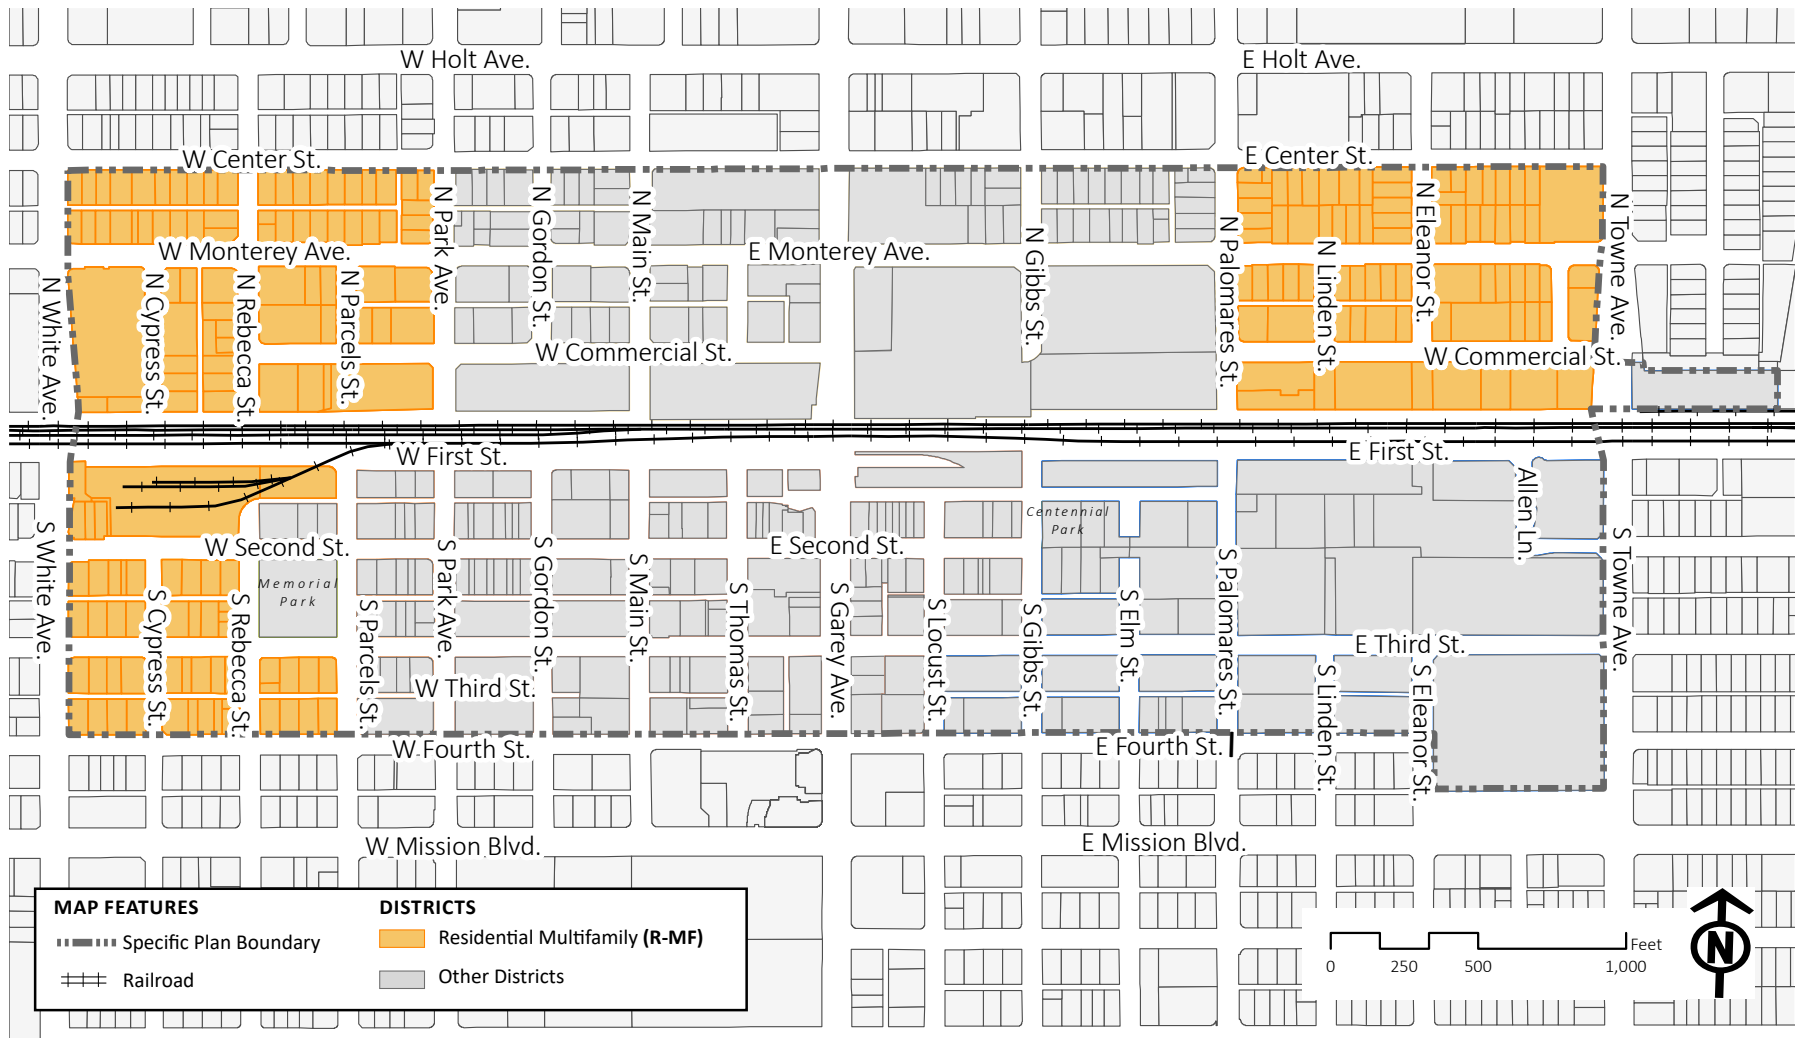 W Holt Ave.
E Holt Ave.
W Center St.
E Center St.
N Park Ave.
N Gordon St.
N Main St.
N Eleanor St.
N Towne Ave.
N Palomares St.
N Gibbs St.
N Linden St.
W Monterey Ave.
E Monterey Ave.
N White Ave.
N Cypress St.
N Rebecca St.
N Parcels St.
W Commercial St.
W Commercial St.
W First St.
E First St.
Allen Ln.
Centennial
Park
S White Ave.
W Second St.
E Second St.
S Towne Ave.
Memorial
Park
S Cypress St.
S Rebecca St.
S Parcels St.
S Park Ave.
S Gordon St.
S Main St.
S Thomas St.
S Garey Ave.
S Locust St.
S Gibbs St.
S Elm St.
S Palomares St.
E Third St.
W Third St.
S Linden St.
S Eleanor St.
W Fourth St.
E Fourth St.
W Mission Blvd.
E Mission Blvd.
MAP FEATURES
Specific Plan Boundary
Railroad
DISTRICTS
Residential Multifamily (R-MF)
Other Districts
Feet
0 250 500 1,000
N